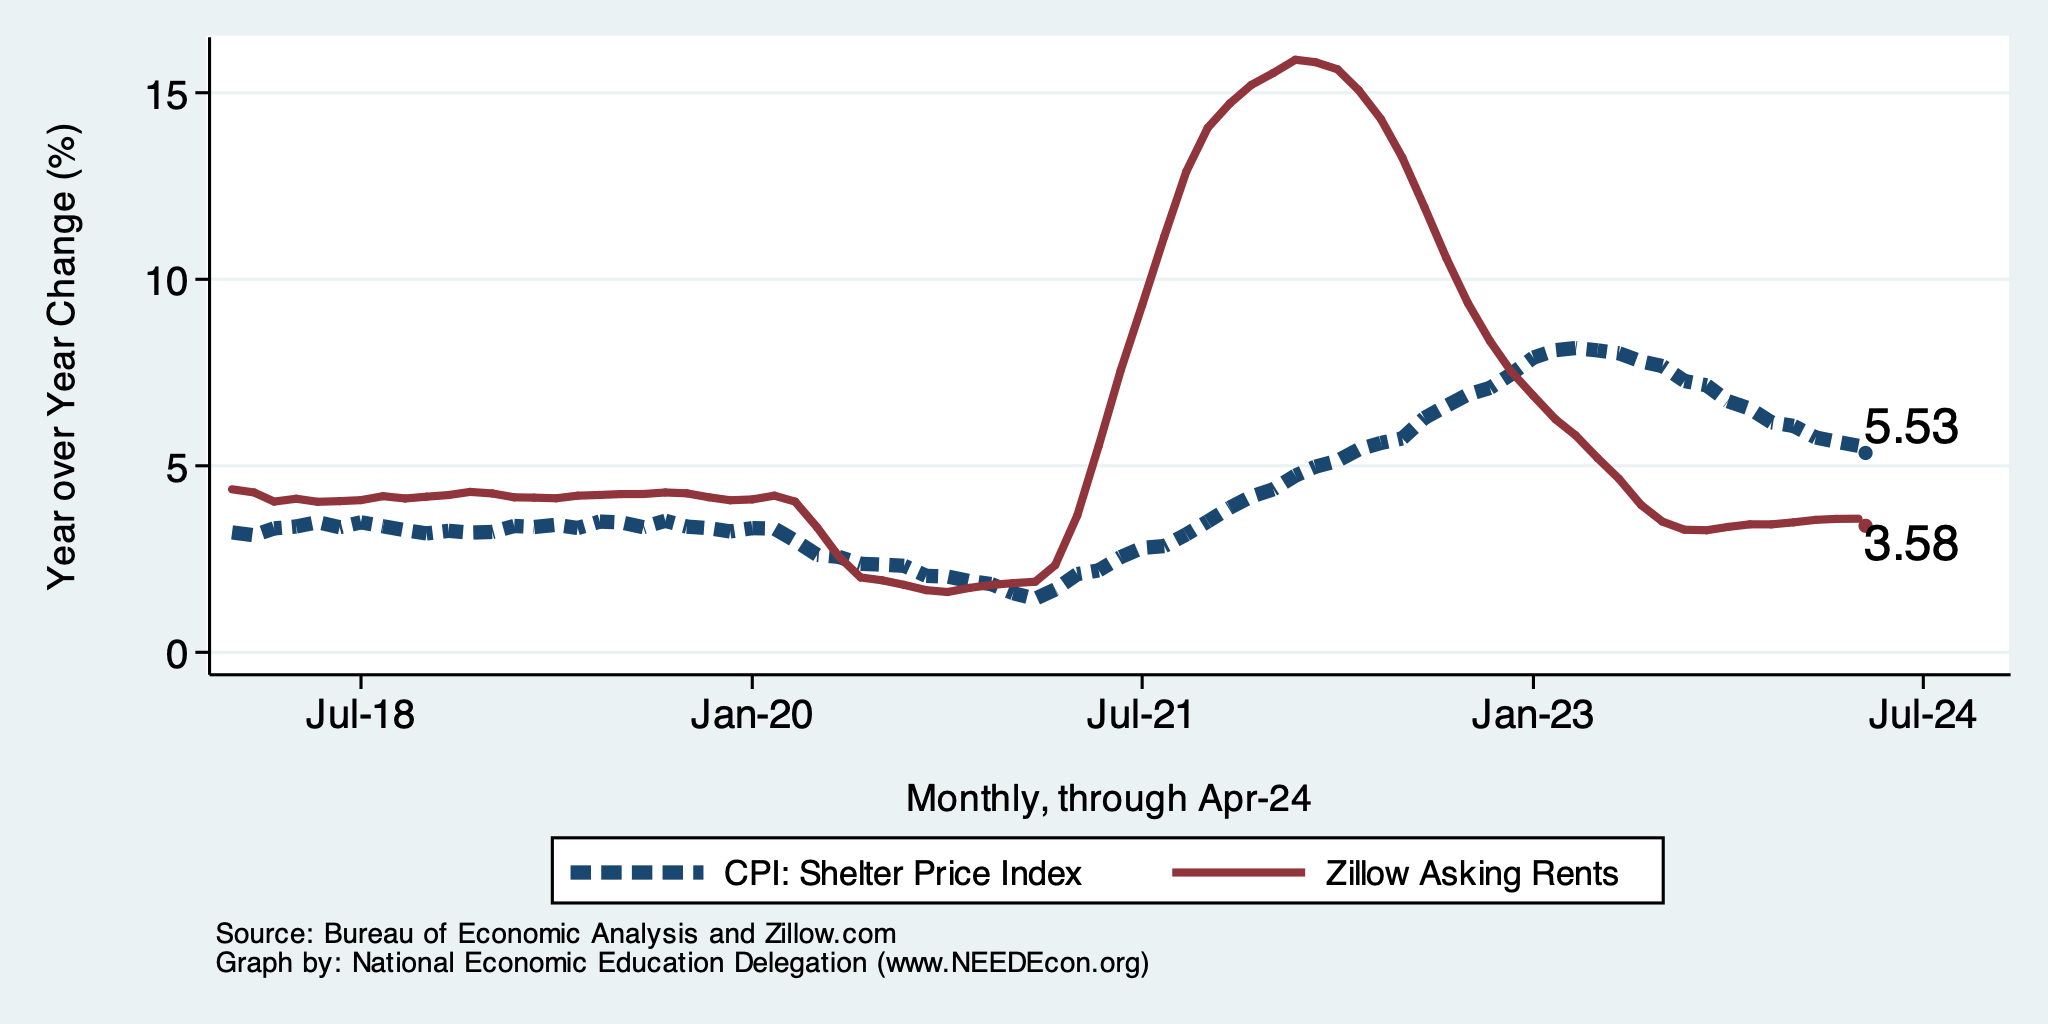 Year over Year Change (%)
15
10
5
0
5.53
3.58
Jul-18 Jan-20 Jul-21 Jan-23 Jul-24
Monthly, through Apr-24
CPI: Shelter Price Index Zillow Asking Rents
Source: Bureau of Economic Analysis and Zillow.com
Graph by: National Economic Education Delegation (www.NEEDEcon.org)